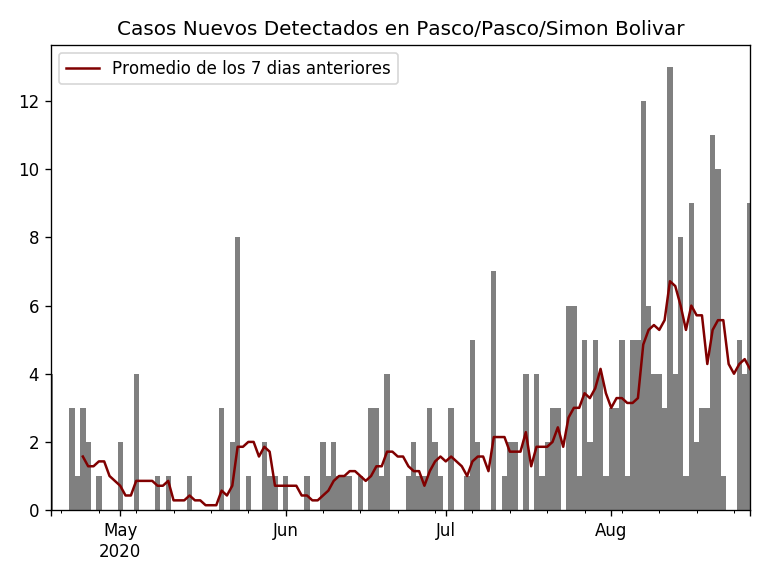 Casos Nuevos Detectados en Pasco/Pasco/Simon Bolivar
Promedio de los 7 dias anteriores
12
10
8
6
4
2
0
May Jun Jul Aug
2020